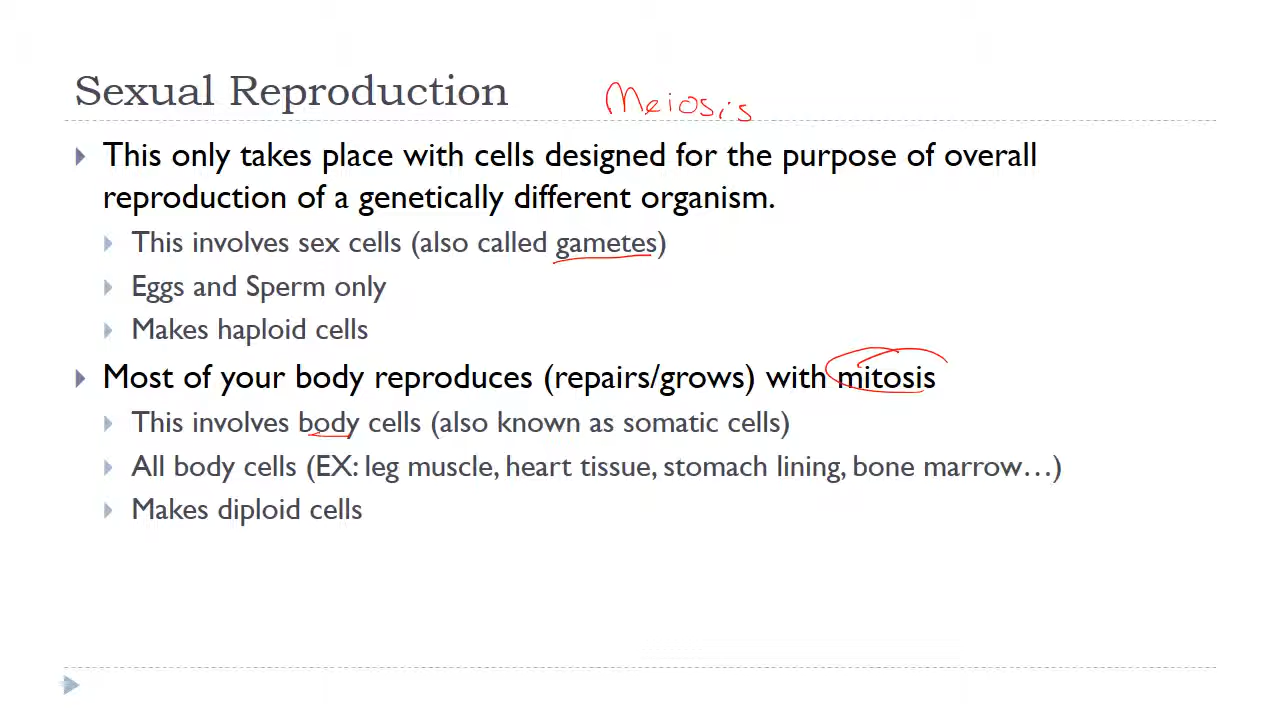 Sexual Reproduction Meiosis
This only takes place with cells designed for the purpose of overall
reproduction of a genetically different organism.
This involves sex cells (also called gametes)
Eggs and Sperm only
Makes haploid cells
Most of your body reproduces (repairs/grows) with mitosis
This involves body cells (also known as somatic cells)
All body cells (EX: leg muscle, heart tissue, stomach lining, bone marrow…)
Makes diploid cells